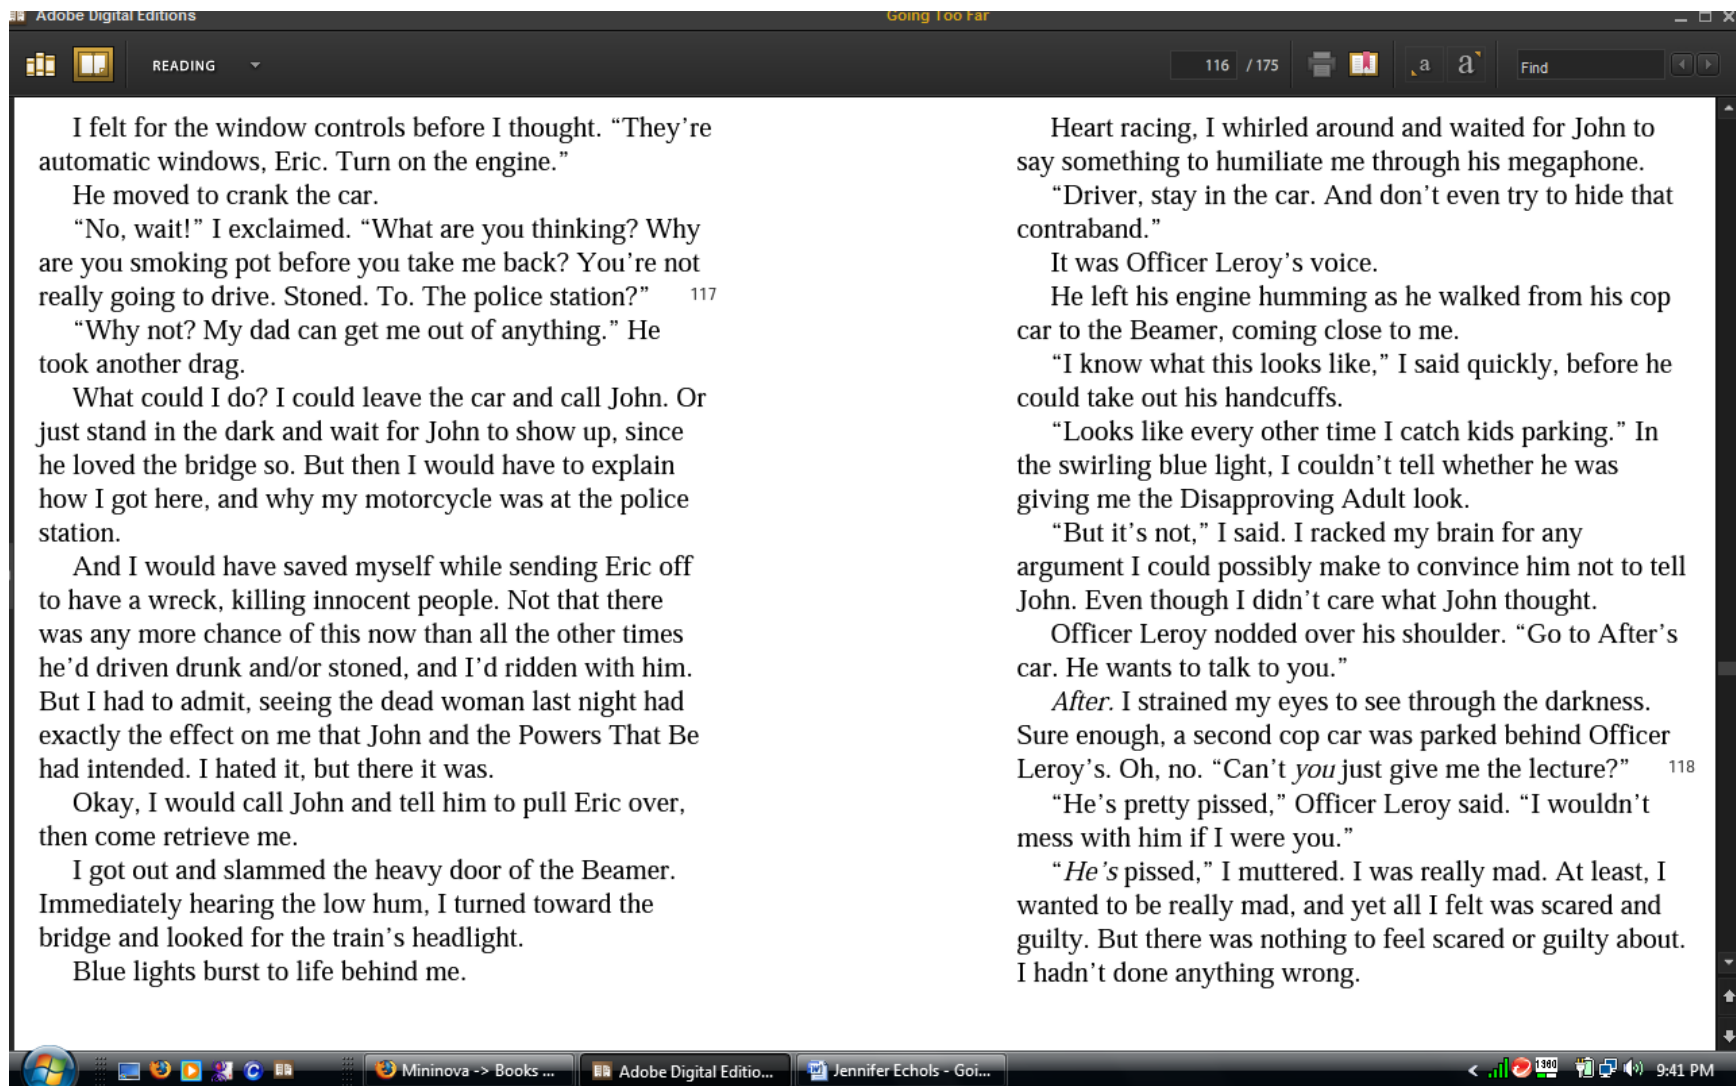 Adobe Digital Editions
Going Too Far
READING
116 / 175
a
a
Find
I felt for the window controls before I thought. “They’re
automatic windows, Eric. Turn on the engine.”
He moved to crank the car.
“No, wait!” I exclaimed. “What are you thinking? Why
are you smoking pot before you take me back? You’re not
really going to drive. Stoned. To. The police station?” 117
“Why not? My dad can get me out of anything.” He
took another drag.
What could I do? I could leave the car and call John. Or
just stand in the dark and wait for John to show up, since
he loved the bridge so. But then I would have to explain
how I got here, and why my motorcycle was at the police
station.
And I would have saved myself while sending Eric off
to have a wreck, killing innocent people. Not that there
was any more chance of this now than all the other times
he’d driven drunk and/or stoned, and I’d ridden with him.
But I had to admit, seeing the dead woman last night had
exactly the effect on me that John and the Powers That Be
had intended. I hated it, but there it was.
Okay, I would call John and tell him to pull Eric over,
then come retrieve me.
I got out and slammed the heavy door of the Beamer.
Immediately hearing the low hum, I turned toward the
bridge and looked for the train’s headlight.
Blue lights burst to life behind me.
Heart racing, I whirled around and waited for John to
say something to humiliate me through his megaphone.
“Driver, stay in the car. And don’t even try to hide that
contraband.”
It was Officer Leroy’s voice.
He left his engine humming as he walked from his cop
car to the Beamer, coming close to me.
“I know what this looks like,” I said quickly, before he
could take out his handcuffs.
“Looks like every other time I catch kids parking.” In
the swirling blue light, I couldn’t tell whether he was
giving me the Disapproving Adult look.
“But it’s not,” I said. I racked my brain for any
argument I could possibly make to convince him not to tell
John. Even though I didn’t care what John thought.
Officer Leroy nodded over his shoulder. “Go to After’s
car. He wants to talk to you.”
After. I strained my eyes to see through the darkness.
Sure enough, a second cop car was parked behind Officer
Leroy’s. Oh, no. “Can’t you just give me the lecture?” 118
“He’s pretty pissed,” Officer Leroy said. “I wouldn’t
mess with him if I were you.”
“He’s pissed,” I muttered. I was really mad. At least, I
wanted to be really mad, and yet all I felt was scared and
guilty. But there was nothing to feel scared or guilty about.
I hadn’t done anything wrong.
Mininova -> Books ...
Adobe Digital Editio...
Jennifer Echols - Goi...
1360
9:41 PM